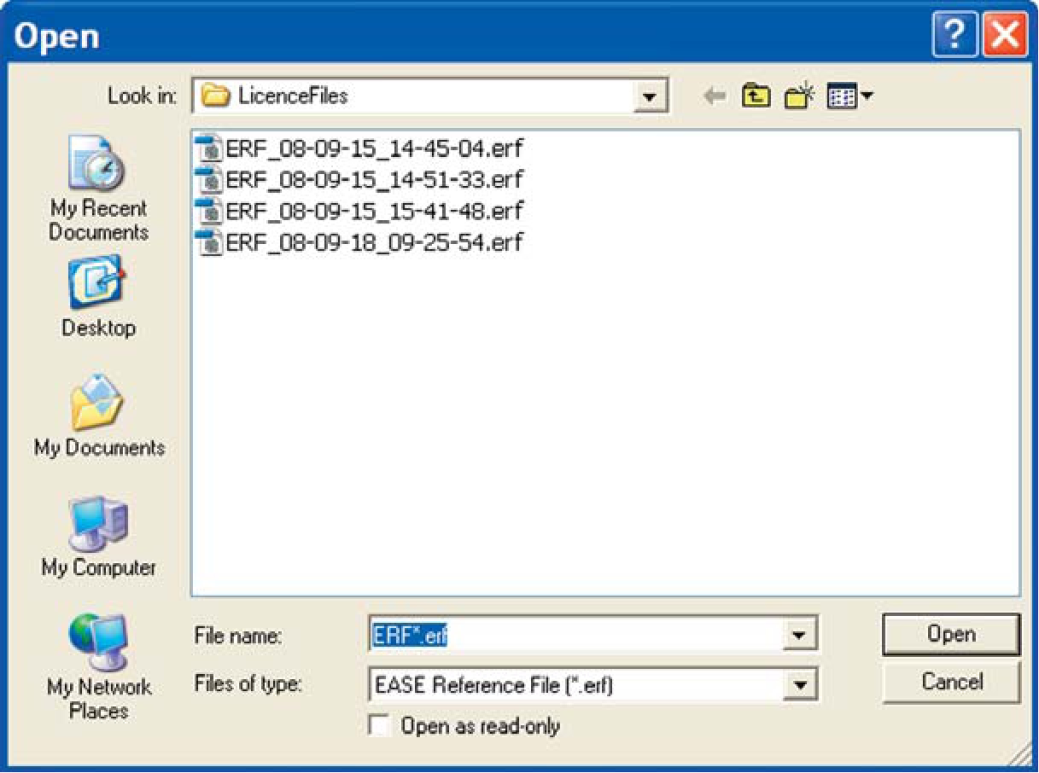 Open
Look in: LicenceFiles
ERF_08-09-15_14-45-04.erf
ERF_08-09-15_14-51-33.erf
ERF_08-09-15_15-41-48.erf
ERF_08-09-18_09-25-54.erf
My Recent
Documents
Desktop
My Documents
My Computer
My Network
Places
File name: ERF*.erf
Open
Files of type: EASE Reference File (*.erf)
Cancel
Open as read-only